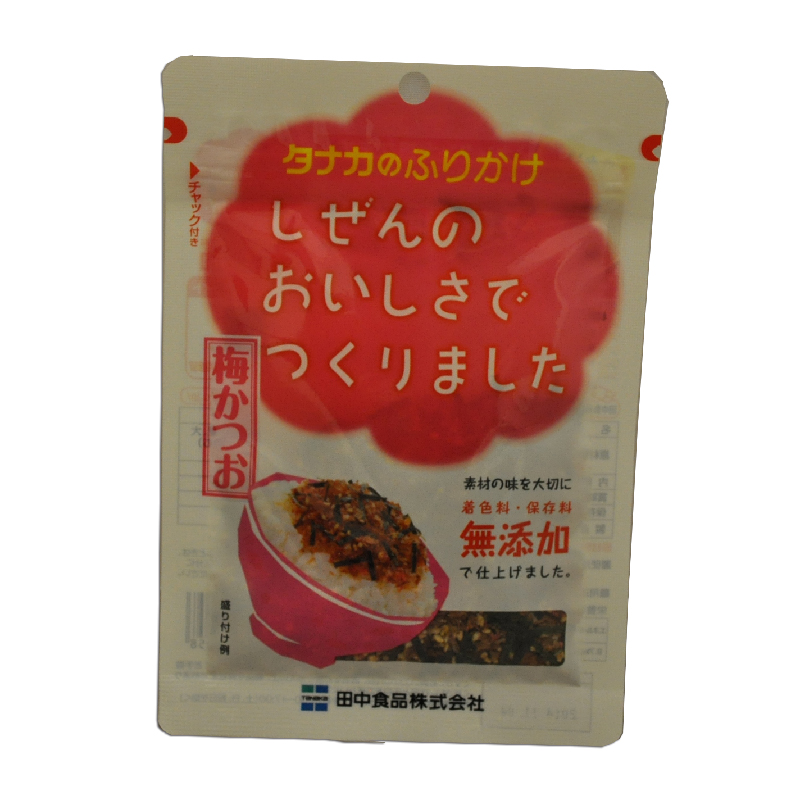 タナカのふりかけ
しぜんの
おいしさで
つくりました
チャック付き
梅かつお
素材の味を大切に
着色料・保存料
無添加
で仕上げました。
盛り付け例
TANAKA
田中食品株式会社